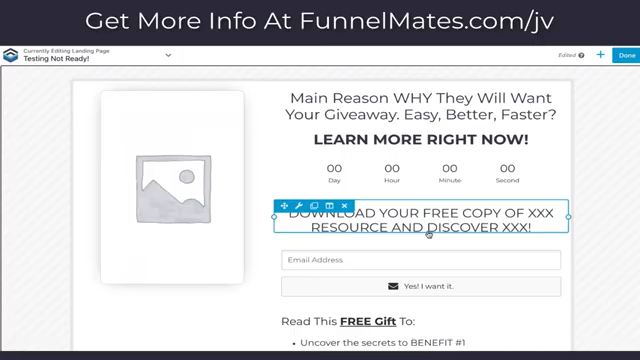 Get More Info At FunnelMates.com/jv
Currently Editing Landing Page
Testing Not Ready!
Edited
Done
Main Reason WHY They Will Want
Your Giveaway. Easy, Better, Faster?
LEARN MORE RIGHT NOW!
00 00 00 00
Day Hour Minute Second
DOWNLOAD YOUR FREE COPY OF XXX
RESOURCE AND DISCOVER XXX!
Email Address
Yes! I want it.
Read This FREE Gift To:
• Uncover the secrets to BENEFIT #1